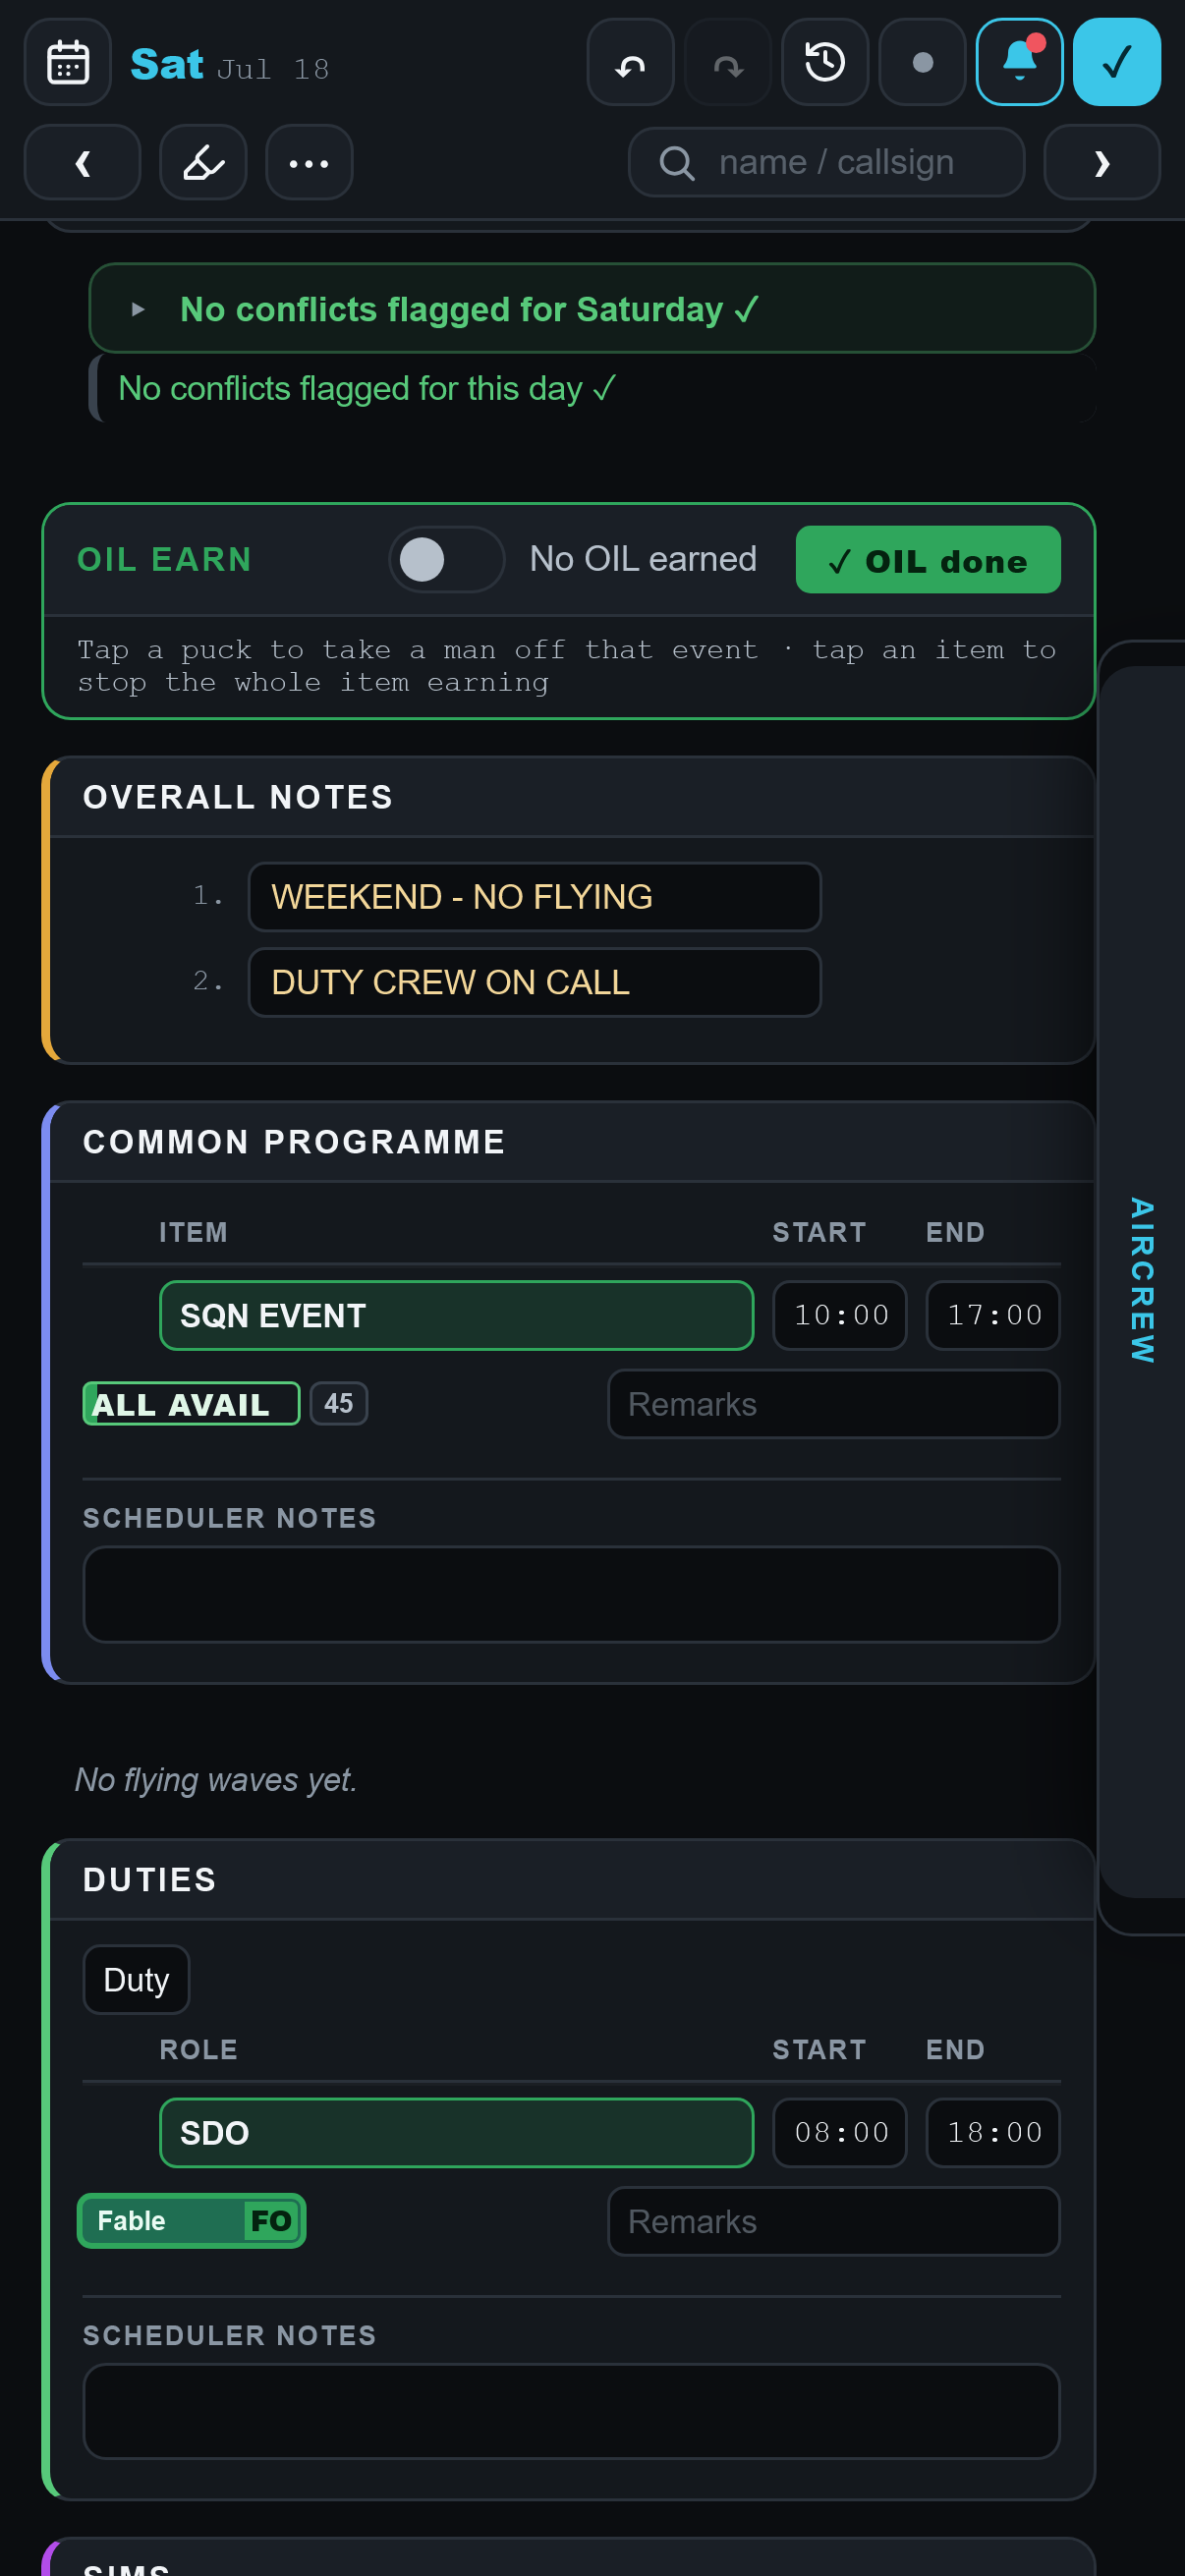 Sat Jul 18
name / callsign
No conflicts flagged for Saturday ✓
No conflicts flagged for this day ✓
OIL EARN
No OIL earned
✓ OIL done
Tap a puck to take a man off that event · tap an item to
stop the whole item earning
OVERALL NOTES
1. WEEKEND - NO FLYING
2. DUTY CREW ON CALL
COMMON PROGRAMME
ITEM START END
SQN EVENT 10:00 17:00
ALL AVAIL 45 Remarks
SCHEDULER NOTES
AIRCREW
No flying waves yet.
DUTIES
Duty
ROLE START END
SDO 08:00 18:00
Fable FO Remarks
SCHEDULER NOTES
SIMS